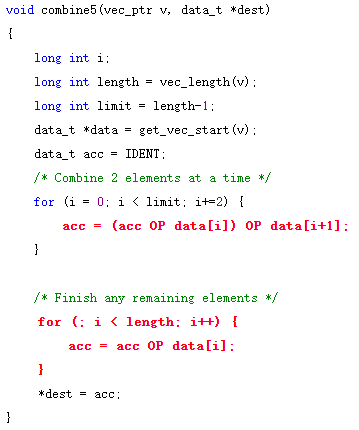 void combine5(vec_ptr v, data_t *dest)
{
    long int i;
    long int length = vec_length(v);
    long int limit = length-1;
    data_t *data = get_vec_start(v);
    data_t acc = IDENT;
    /* Combine 2 elements at a time */
    for (i = 0; i < limit; i+=2) {
        acc = (acc OP data[i]) OP data[i+1];
    }
    /* Finish any remaining elements */
    for (; i < length; i++) {
        acc = acc OP data[i];
    }
    *dest = acc;
}